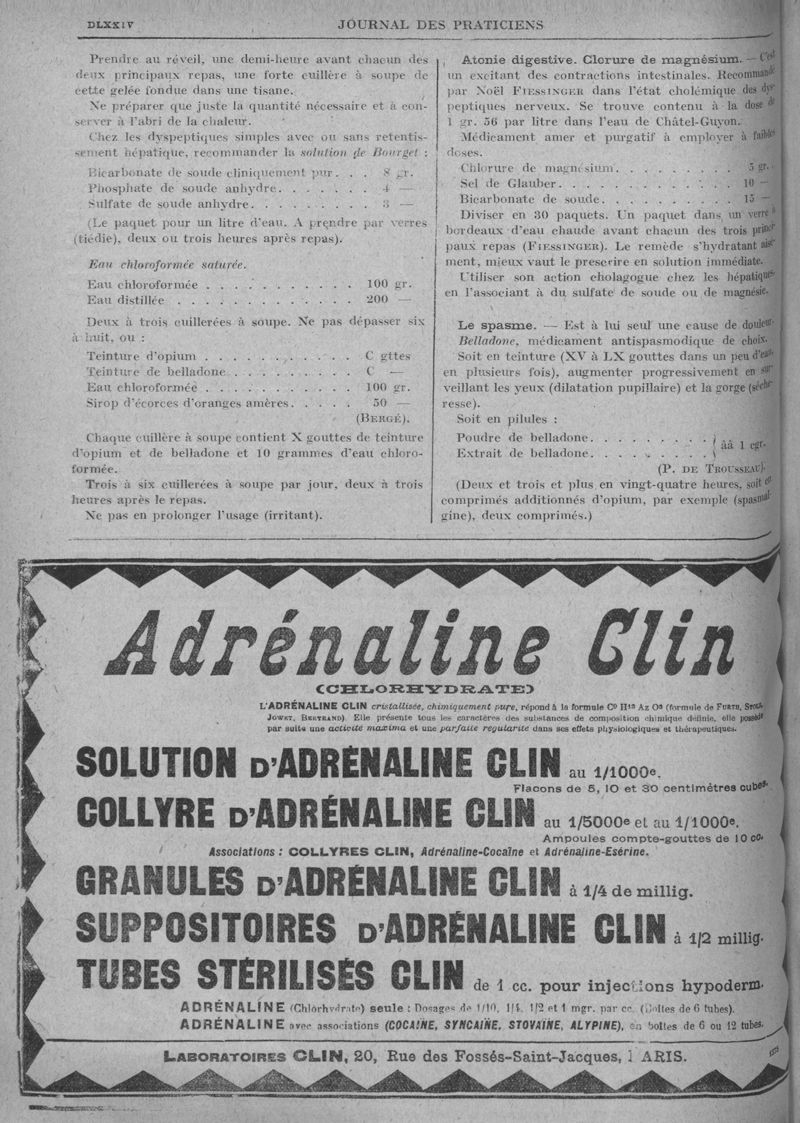 DLXXIV JOURNAL DES PRATICIENS
Prendre au réveil, une demi-heure avant chacun des
deux principaux repas, une forte cuillère à soupe de
cette gelée fondue dans une tisane.
Ne préparer que juste la quantité nécessaire et à con-
server à l'abri de la chaleur.
Chez les dyspeptiques simples avec ou sans retentis-
sement hépatique, recommander la solution de Bourget :
Bicarbonate de soude cliniquement pur. . . 8 gr.
Phosphate de soude anhydre. . . . . . . 4 —
Sulfate de soude anhydre. . . . . . . . 3 —
(Le paquet pour un litre d'eau. A prendre par verres
(tiédie), deux ou trois heures après repas).
Eau chloroformée saturée.
Eau chloroformée . . . . . . . . . . . 100 gr.
Eau distillée . . . . . . . . . . . . . 200 —
Deux à trois cuillerées à soupe. Ne pas dépasser six
à huit, ou :
Teinture d'opium . . . . . . . . . . . C gttes
Teinture de belladone . . . . . . . . . C —
Eau chloroformée . . . . . . . . . . . 100 gr.
Sirop d'écorces d'oranges amères. . . . . 50 —
(BERGÉ).
Chaque cuillère à soupe contient X gouttes de teinture
d'opium et de belladone et 10 grammes d'eau chloro-
formée.
Trois à six cuillerées à soupe par jour, deux à trois
heures après le repas.
Ne pas en prolonger l'usage (irritant).
Atonie digestive. Clorure de magnésium. — C'est
un excitant des contractions intestinales. Recommandé
par Noël FIESSINGER dans l'état cholémique des dys-
peptiques nerveux. Se trouve contenu à la dose de
1 gr. 56 par litre dans l'eau de Châtel-Guyon.
Médicament amer et purgatif à employer à faibles
doses.
Chlorure de magnésium. . . . . . . . . 5 gr.
Sel de Glauber. . . . . . . . . . . . . 10 —
Bicarbonate de soude. . . . . . . . . . 15 —
Diviser en 30 paquets. Un paquet dans un verre à
bordeaux d'eau chaude avant chacun des trois princi-
paux repas (FIESSINGER). Le remède s'hydratant aisé-
ment, mieux vaut le prescrire en solution immédiate.
Utiliser son action cholagogue chez les hépatiques
en l'associant à du sulfate de soude ou de magnésie.
Le spasme. — Est à lui seul une cause de douleur.
Belladone, médicament antispasmodique de choix.
Soit en teinture (XV à LX gouttes dans un peu d'eau,
en plusieurs fois), augmenter progressivement en sur-
veillant les yeux (dilatation pupillaire) et la gorge (séche-
resse).
Soit en pilules :
Poudre de belladone. . . . . . . . . } ââ 1 cgr.
Extrait de belladone. . . . . . . . . }
(P. DE TROUSSEAU).
(Deux et trois et plus en vingt-quatre heures, soit en
comprimés additionnés d'opium, par exemple (spasmal-
gine), deux comprimés.)
Adrénaline Clin
(CHLORHYDRATE)
L'ADRÉNALINE CLIN cristallisée, chimiquement pure, répond à la formule C⁹ H¹³ Az O³ (formule de FURTH, STOLZ,
JOWET, BERTRAND). Elle présente tous les caractères des substances de composition chimique définie, elle possède
par suite une activité maxima et une parfaite regularite dans ses effets physiologiques et thérapeutiques.
SOLUTION D'ADRÉNALINE CLIN au 1/1000e.
Flacons de 5, 10 et 30 centimètres cubes.
COLLYRE D'ADRÉNALINE CLIN au 1/5000e et au 1/1000e.
Ampoules compte-gouttes de 10 cc.
Associations : COLLYRES CLIN, Adrénaline-Cocaïne et Adrénaline-Esérine.
GRANULES D'ADRÉNALINE CLIN à 1/4 de millig.
SUPPOSITOIRES D'ADRÉNALINE CLIN à 1/2 millig.
TUBES STÉRILISÉS CLIN de 1 cc. pour injections hypoderm.
ADRÉNALINE (Chlorhydrate) seule : Dosages de 1/10, 1/4, 1/2 et 1 mgr. par cc. (Boîtes de 6 tubes).
ADRÉNALINE avec associations (COCAÏNE, SYNCAÏNE, STOVAÏNE, ALYPINE), en boîtes de 6 ou 12 tubes.
LABORATOIRES CLIN, 20, Rue des Fossés-Saint-Jacques, PARIS.